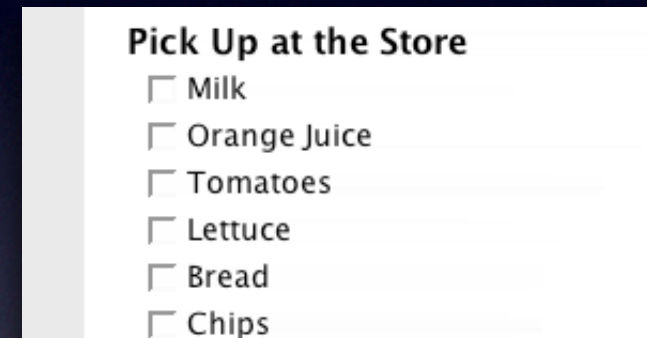 Pick Up at the Store
Milk
Orange Juice
Tomatoes
Lettuce
Bread
Chips